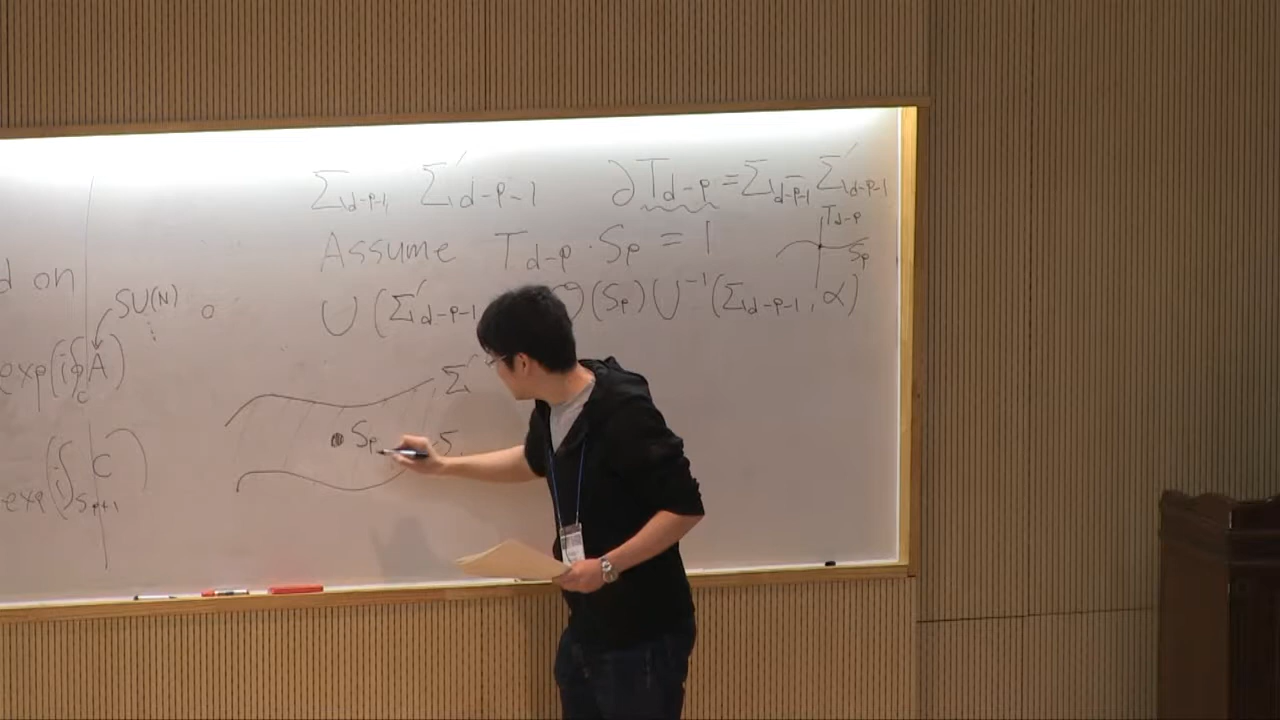 Σ_{d-p-1} Σ'_{d-p-1} ∂T_{d-p} = Σ_{d-p-1} - Σ'_{d-p-1}
Assume T_{d-p} · S_p = 1
T_{d-p}
S_p
d on
SU(N)
U(Σ'_{d-p-1} (S_p) U^{-1}(Σ_{d-p-1}, α)
exp(i∮_C A)
Σ'
S_p
Σ
exp(i∫_{S_{p+1}} C)